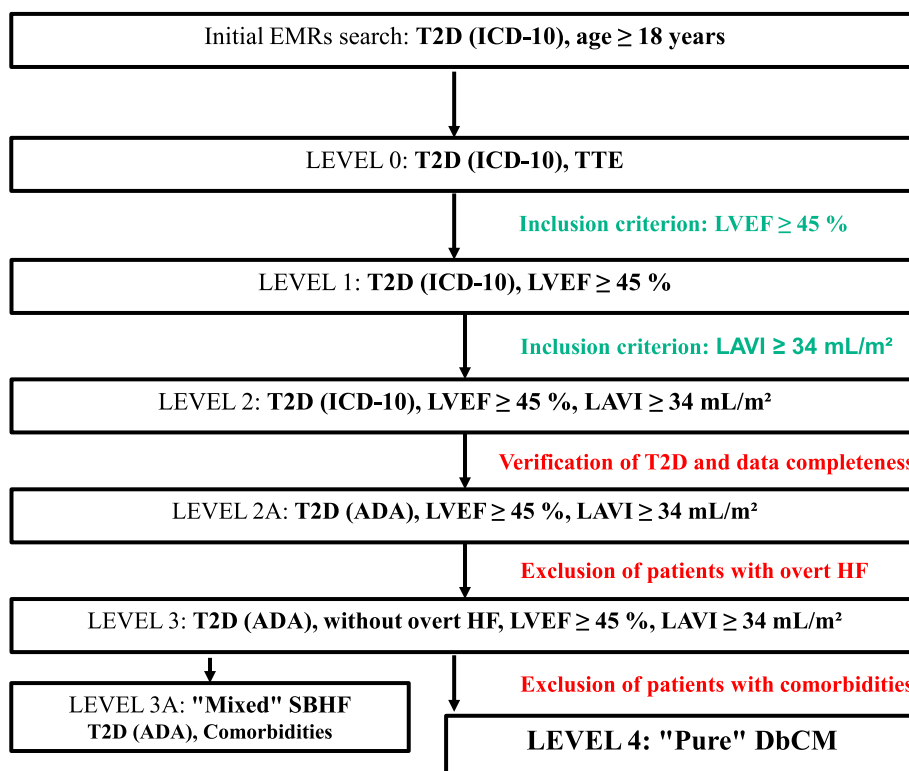 Initial EMRs search: T2D (ICD-10), age ≥ 18 years
LEVEL 0: T2D (ICD-10), TTE
Inclusion criterion: LVEF ≥ 45 %
LEVEL 1: T2D (ICD-10), LVEF ≥ 45 %
Inclusion criterion: LAVI ≥ 34 mL/m²
LEVEL 2: T2D (ICD-10), LVEF ≥ 45 %, LAVI ≥ 34 mL/m²
Verification of T2D and data completeness
LEVEL 2A: T2D (ADA), LVEF ≥ 45 %, LAVI ≥ 34 mL/m²
Exclusion of patients with overt HF
LEVEL 3: T2D (ADA), without overt HF, LVEF ≥ 45 %, LAVI ≥ 34 mL/m²
Exclusion of patients with comorbidities
LEVEL 3A: "Mixed" SBHF
T2D (ADA), Comorbidities
LEVEL 4: "Pure" DbCM